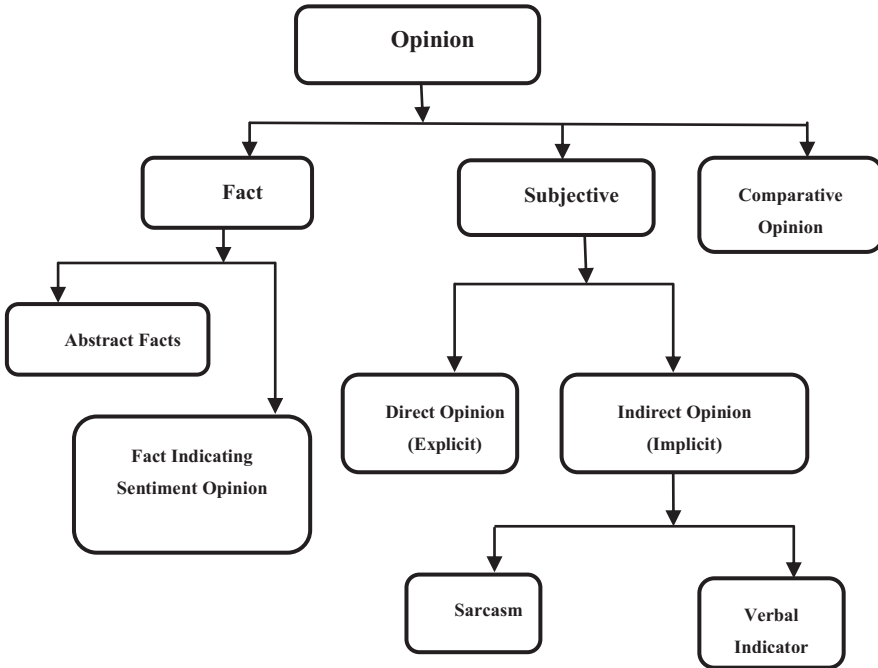 Opinion
Fact
Subjective
Comparative
Opinion
Abstract Facts
Fact Indicating
Sentiment Opinion
Direct Opinion
(Explicit)
Indirect Opinion
(Implicit)
Sarcasm
Verbal
Indicator